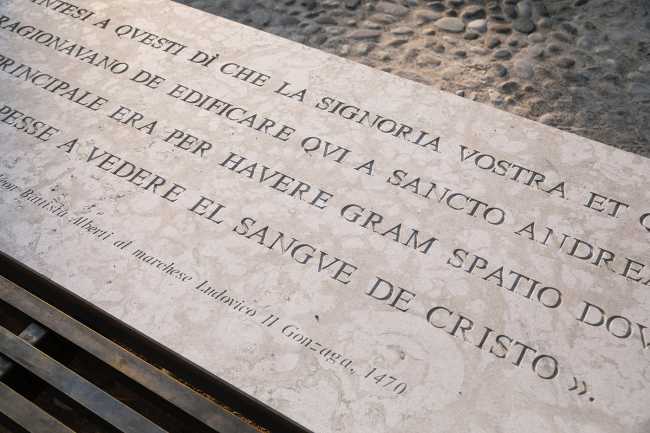 INTESI A QVESTI DÌ CHE LA SIGNORIA VOSTRA ET
RAGIONAVANO DE EDIFICARE QVI A SANCTO ANDREA
PRINCIPALE ERA PER HAVERE GRAM SPATIO DOV
PESSE A VEDERE EL SANGVE DE CRISTO ».
Battista Alberti al marchese Ludovico II Gonzaga, 1470